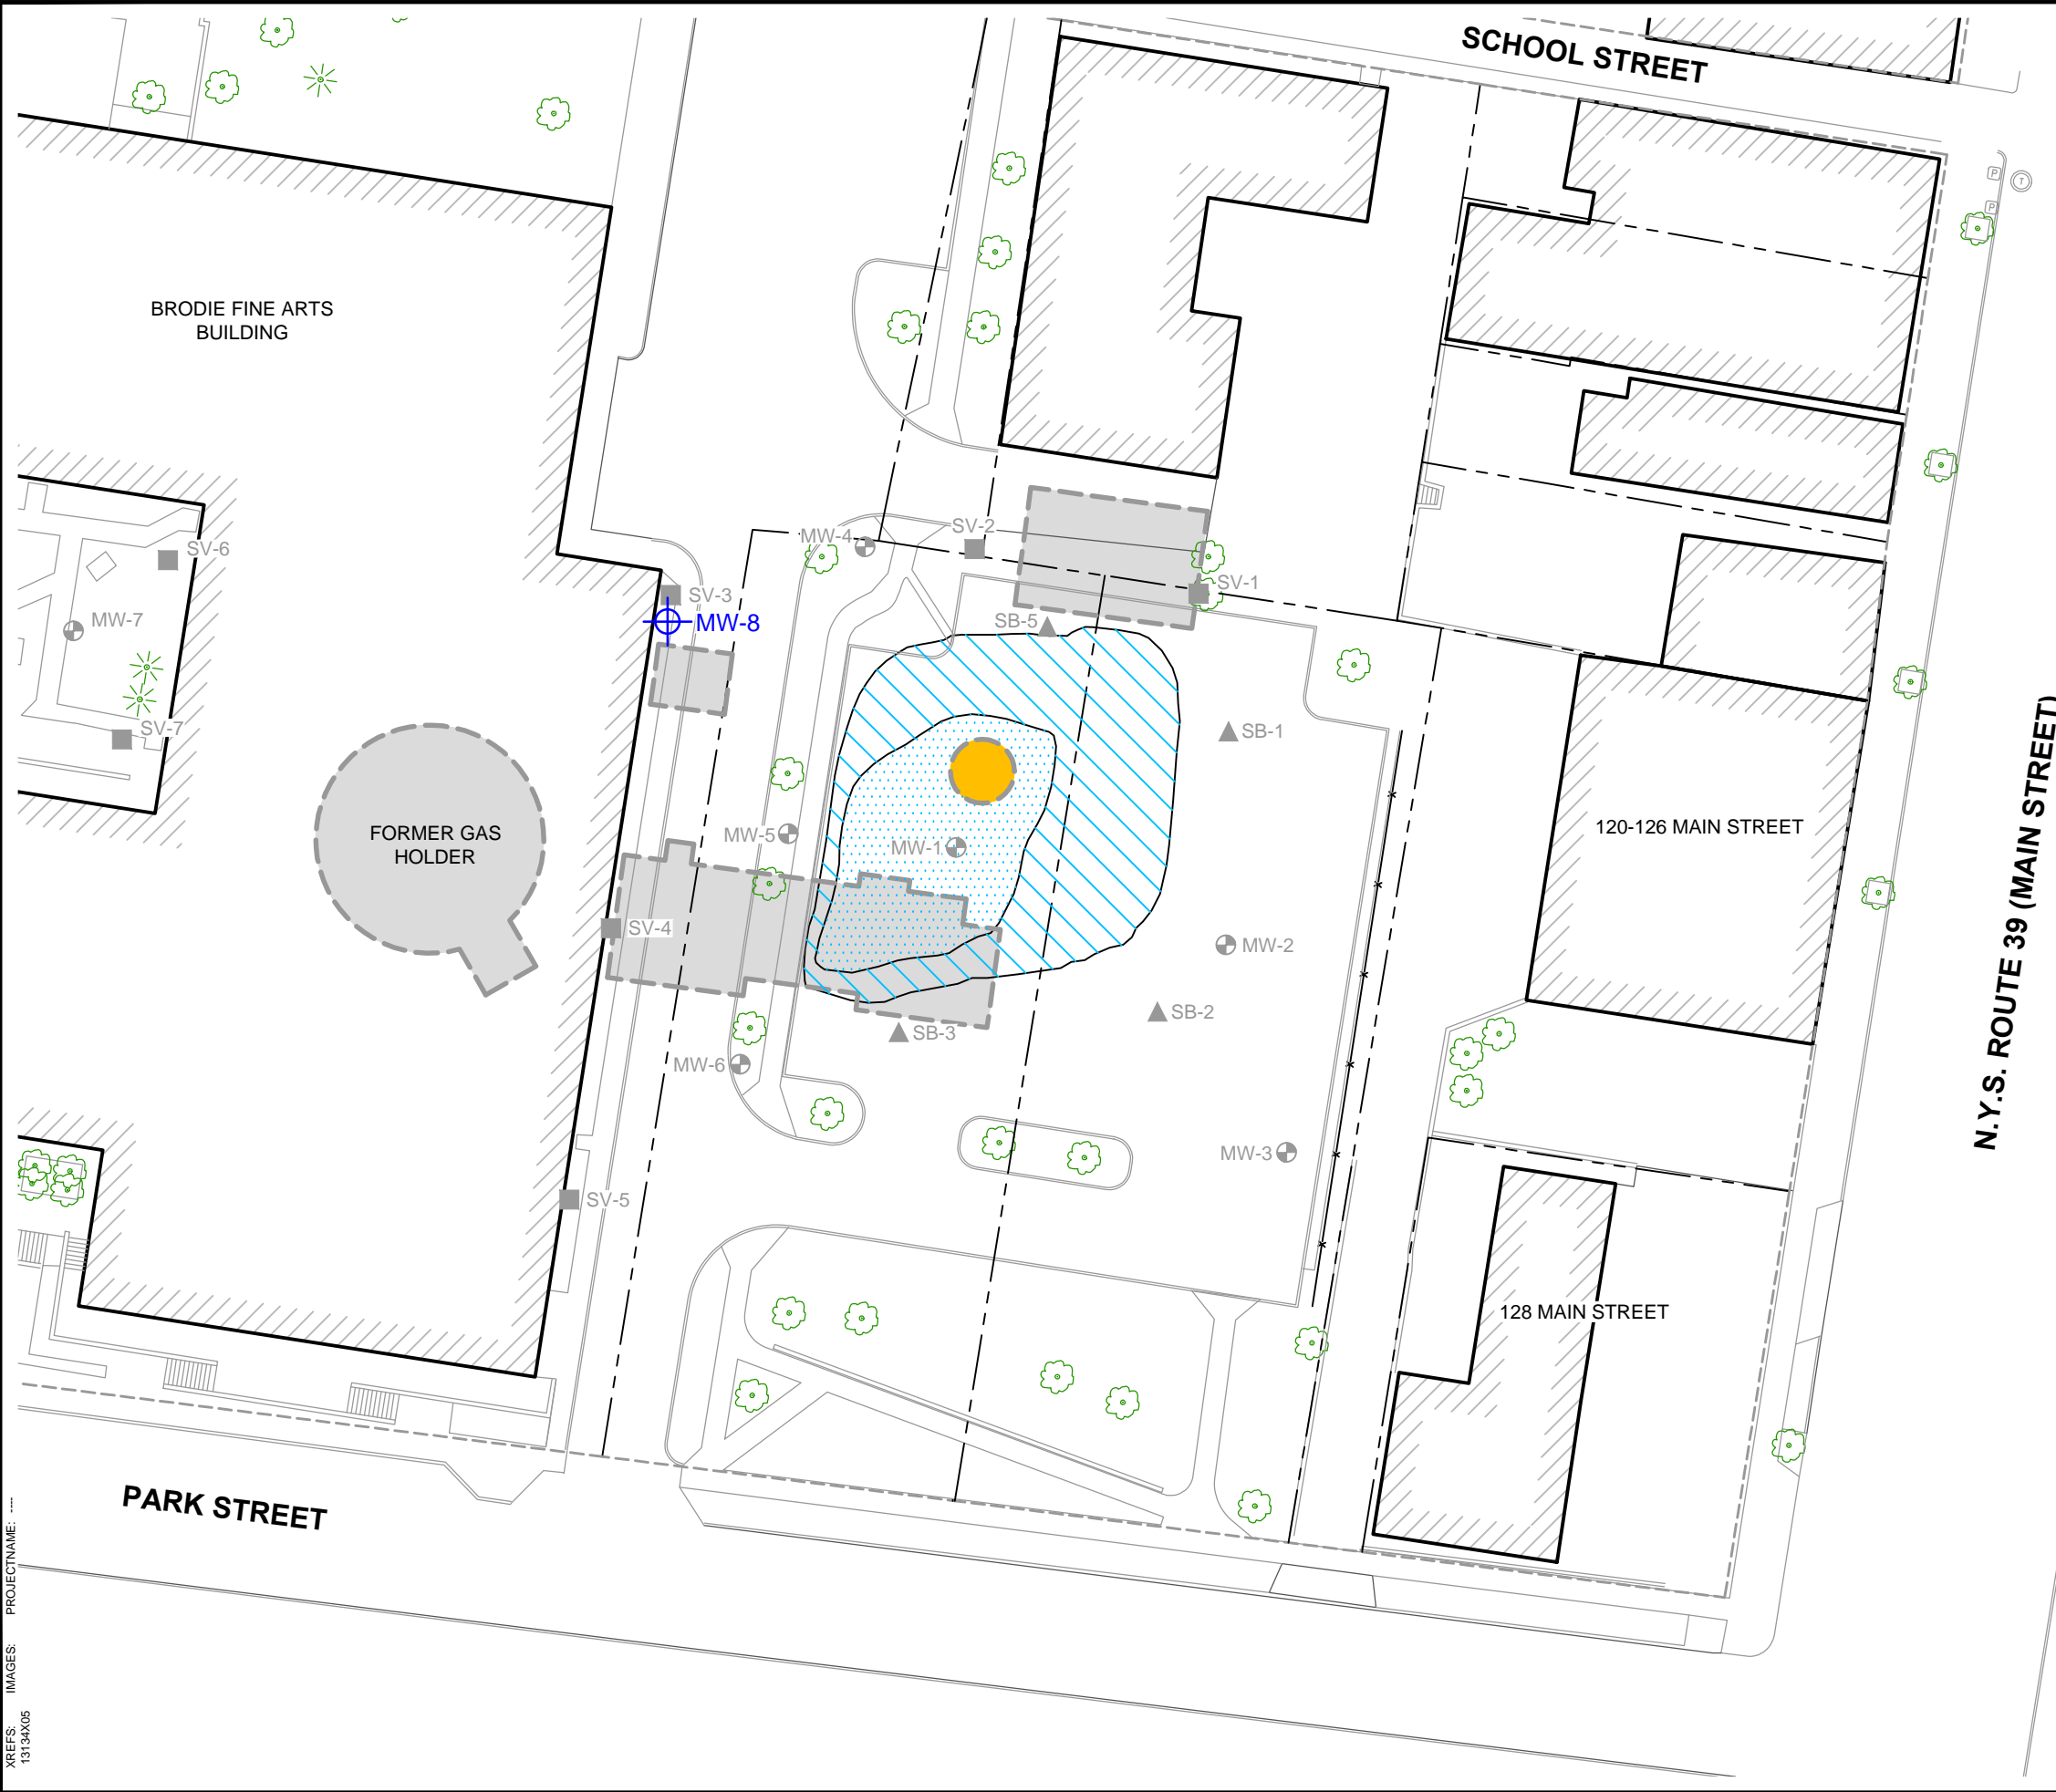 SCHOOL STREET
P
T
P
BRODIE FINE ARTS
BUILDING
SV-2
MW-4
SV-6
SV-1
SV-3
MW-7
MW-8
SB-5
SV-7
SB-1
120-126 MAIN STREET
FORMER GAS
HOLDER
MW-5
MW-1
N.Y.S. ROUTE 39 (MAIN STREET)
SV-4
MW-2
SB-2
SB-3
MW-6
MW-3
SV-5
128 MAIN STREET
PARK STREET
XREFS: IMAGES: PROJECTNAME: ----
13134X05